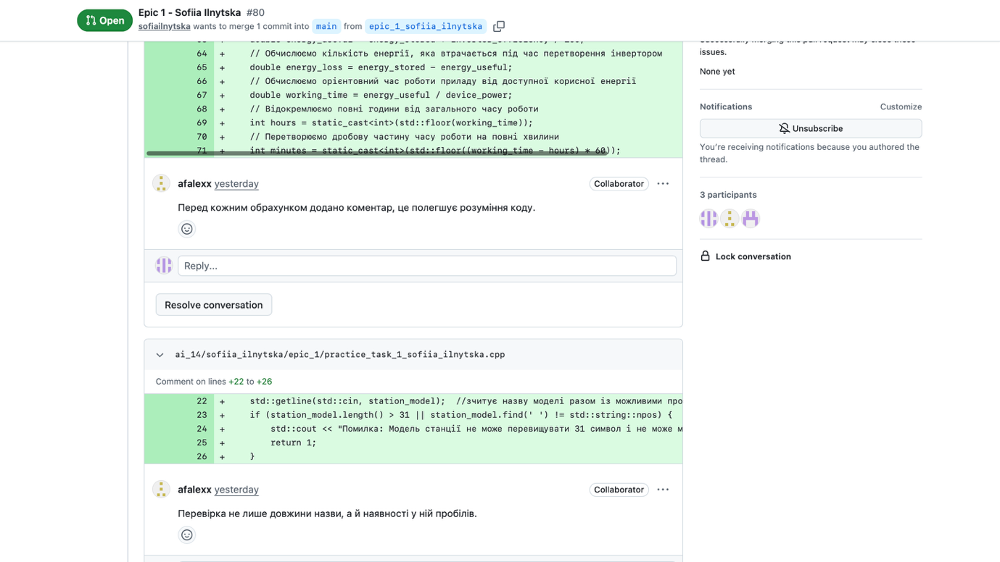 Open
Epic 1 - Sofiia Ilnytska #80
sofiailnytska wants to merge 1 commit into main from epic_1_sofiia_ilnytska
64 + // Обчислюємо кількість енергії, яка втрачається під час перетворення інвертором
65 + double energy_loss = energy_stored - energy_useful;
66 + // Обчислюємо орієнтовний час роботи приладу від доступної корисної енергії
67 + double working_time = energy_useful / device_power;
68 + // Відокремлюємо повні години від загального часу роботи
69 + int hours = static_cast<int>(std::floor(working_time));
70 + // Перетворюємо дробову частину часу роботи на повні хвилини
71 + int minutes = static_cast<int>(std::floor((working_time - hours) * 60));
afalexx yesterday
Collaborator
Перед кожним обрахунком додано коментар, це полегшує розуміння коду.
Reply...
Resolve conversation
ai_14/sofiia_ilnytska/epic_1/practice_task_1_sofiia_ilnytska.cpp
Comment on lines +22 to +26
22 + std::getline(std::cin, station_model); //зчитує назву моделі разом із можливими про
23 + if (station_model.length() > 31 || station_model.find(' ') != std::string::npos) {
24 + std::cout << "Помилка: Модель станції не може перевищувати 31 символ і не може м
25 + return 1;
26 + }
afalexx yesterday
Collaborator
Перевірка не лише довжини назви, а й наявності у ній пробілів.
Successfully merging this pull request may close these
issues.
None yet
Notifications
Customize
Unsubscribe
You're receiving notifications because you authored the
thread.
3 participants
Lock conversation